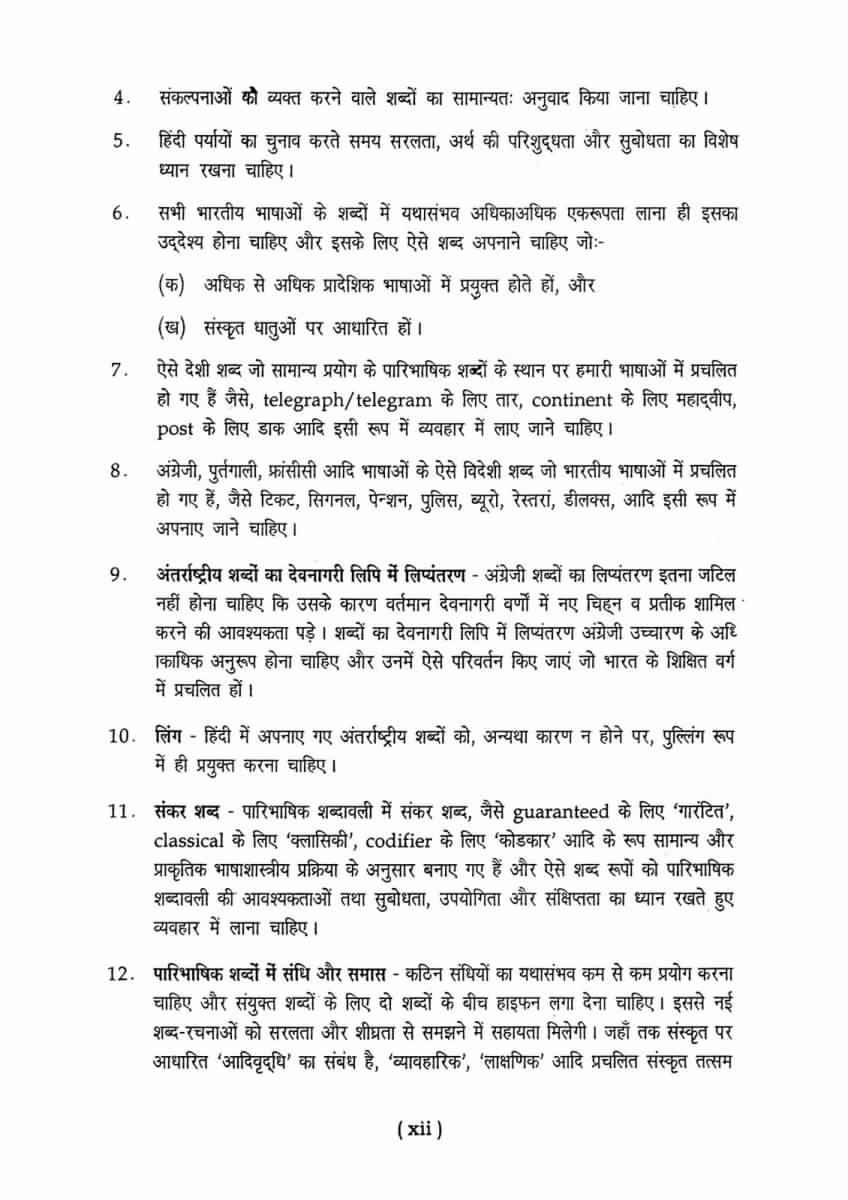 4. संकल्पनाओं को व्यक्त करने वाले शब्दों का सामान्यतः अनुवाद किया जाना चाहिए।
5. हिंदी पर्यायों का चुनाव करते समय सरलता, अर्थ की परिशुद्धता और सुबोधता का विशेष
ध्यान रखना चाहिए।
6. सभी भारतीय भाषाओं के शब्दों में यथासंभव अधिकाअधिक एकरूपता लाना ही इसका
उद्देश्य होना चाहिए और इसके लिए ऐसे शब्द अपनाने चाहिए जोः-
(क) अधिक से अधिक प्रादेशिक भाषाओं में प्रयुक्त होते हों, और
(ख) संस्कृत धातुओं पर आधारित हों।
7. ऐसे देशी शब्द जो सामान्य प्रयोग के पारिभाषिक शब्दों के स्थान पर हमारी भाषाओं में प्रचलित
हो गए हैं जैसे, telegraph/telegram के लिए तार, continent के लिए महाद्वीप,
post के लिए डाक आदि इसी रूप में व्यवहार में लाए जाने चाहिए।
8. अंग्रेजी, पुर्तगाली, फ्रांसीसी आदि भाषाओं के ऐसे विदेशी शब्द जो भारतीय भाषाओं में प्रचलित
हो गए हें, जैसे टिकट, सिगनल, पेन्शन, पुलिस, ब्यूरो, रेस्तरां, डीलक्स, आदि इसी रूप में
अपनाए जाने चाहिए।
9. अंतर्राष्ट्रीय शब्दों का देवनागरी लिपि में लिप्यंतरण - अंग्रेजी शब्दों का लिप्यंतरण इतना जटिल
नहीं होना चाहिए कि उसके कारण वर्तमान देवनागरी वर्णों में नए चिह्न व प्रतीक शामिल
करने की आवश्यकता पड़े। शब्दों का देवनागरी लिपि में लिप्यंतरण अंग्रेजी उच्चारण के अधि
काधिक अनुरूप होना चाहिए और उनमें ऐसे परिवर्तन किए जाएं जो भारत के शिक्षित वर्ग
में प्रचलित हों।
10. लिंग - हिंदी में अपनाए गए अंतर्राष्ट्रीय शब्दों को, अन्यथा कारण न होने पर, पुल्लिंग रूप
में ही प्रयुक्त करना चाहिए।
11. संकर शब्द - पारिभाषिक शब्दावली में संकर शब्द, जैसे guaranteed के लिए ‘गारंटित’,
classical के लिए ‘क्लासिकी’, codifier के लिए ‘कोडकार’ आदि के रूप सामान्य और
प्राकृतिक भाषाशास्त्रीय प्रक्रिया के अनुसार बनाए गए हैं और ऐसे शब्द रूपों को पारिभाषिक
शब्दावली की आवश्यकताओं तथा सुबोधता, उपयोगिता और संक्षिप्तता का ध्यान रखते हुए
व्यवहार में लाना चाहिए।
12. पारिभाषिक शब्दों में संधि और समास - कठिन संधियों का यथासंभव कम से कम प्रयोग करना
चाहिए और संयुक्त शब्दों के लिए दो शब्दों के बीच हाइफन लगा देना चाहिए। इससे नई
शब्द-रचनाओं को सरलता और शीघ्रता से समझने में सहायता मिलेगी। जहाँ तक संस्कृत पर
आधारित ‘आदिवृद्धि’ का संबंध है, ‘व्यावहारिक’, ‘लाक्षणिक’ आदि प्रचलित संस्कृत तत्सम
( xii )